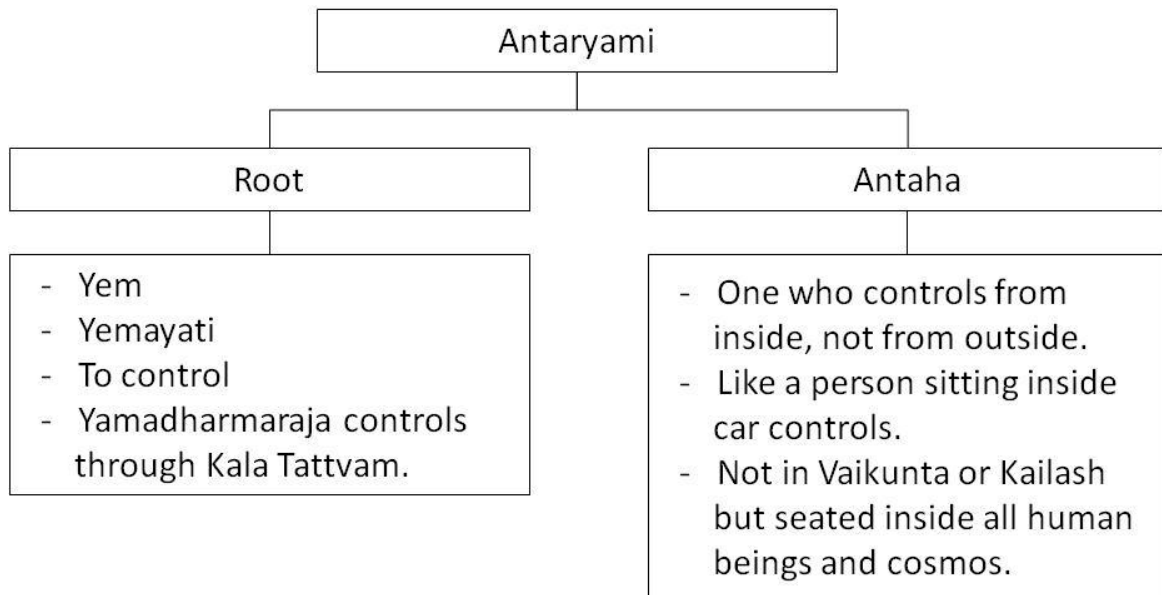 Antaryami
Root
- Yem
- Yemayati
- To control
- Yamadharmaraja controls
through Kala Tattvam.
Antaha
- One who controls from
inside, not from outside.
- Like a person sitting inside
car controls.
- Not in Vaikunta or Kailash
but seated inside all human
beings and cosmos.